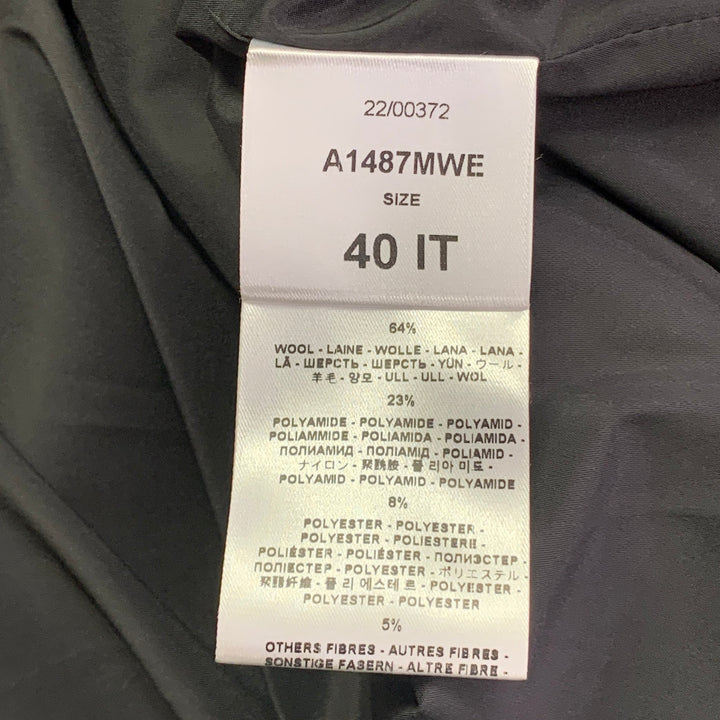 22/00372
A1487MWE
SIZE
40 IT
64%
WOOL - LAINE - WOLLE - LANA - LANA -
LÃ - ШЕРСТЬ - ШЕРСТЬ - YÜN - ウール -
羊毛 - 양모 - ULL - ULL - WOL
23%
POLYAMIDE - POLYAMIDE - POLYAMID -
POLIAMMIDE - POLIAMIDA - POLIAMIDA -
ПОЛИАМИД - ПОЛІАМІД - POLIAMID -
ナイロン - 聚酰胺 - 폴리아미드 -
POLYAMID - POLYAMID - POLYAMIDE
8%
POLYESTER - POLYESTER -
POLYESTER - POLIESTERE -
POLIÉSTER - POLIÉSTER - ПОЛИЭСТЕР -
ПОЛІЕСТЕР - POLYESTER - ポリエステル -
聚酯纤维 - 폴리에스테르 - POLYESTER -
POLYESTER - POLYESTER
5%
OTHERS FIBRES - AUTRES FIBRES -
SONSTIGE FASERN - ALTRE FIBRE -